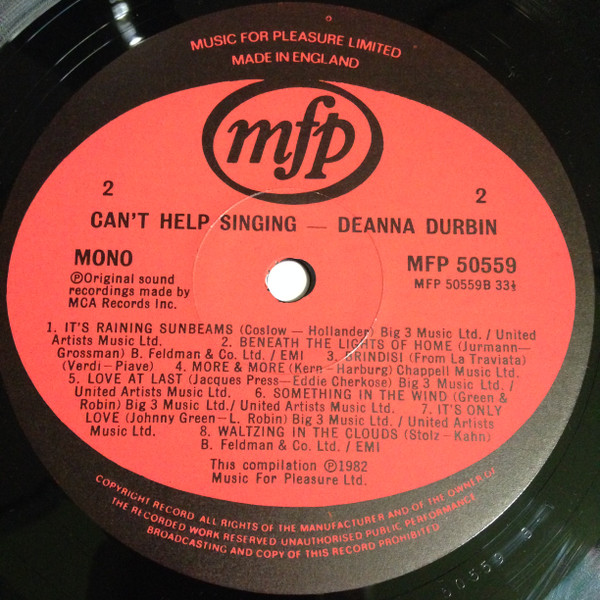 MUSIC FOR PLEASURE LIMITED
MADE IN ENGLAND
mfp
2 2
CAN'T HELP SINGING — DEANNA DURBIN
MONO MFP 50559
MFP 50559B 33⅓
ⓅOriginal sound
recordings made by
MCA Records Inc.
1. IT'S RAINING SUNBEAMS (Coslow – Hollander) Big 3 Music Ltd. / United
Artists Music Ltd. 2. BENEATH THE LIGHTS OF HOME (Jurmann–
Grossman) B. Feldman & Co. Ltd. / EMI 3. BRINDISI (From La Traviata)
(Verdi – Piave) 4. MORE & MORE (Kern – Harburg) Chappell Music Ltd.
5. LOVE AT LAST (Jacques Press–Eddie Cherkose) Big 3 Music Ltd. /
United Artists Music Ltd. 6. SOMETHING IN THE WIND (Green &
Robin) Big 3 Music Ltd. / United Artists Music Ltd. 7. IT'S ONLY
LOVE (Johnny Green – L. Robin) Big 3 Music Ltd. / United Artists
Music Ltd. 8. WALTZING IN THE CLOUDS (Stolz – Kahn)
B. Feldman & Co. Ltd. / EMI
This compilation Ⓟ1982
Music For Pleasure Ltd.
COPYRIGHT RECORD ALL RIGHTS OF THE MANUFACTURER AND OF THE OWNER OF
THE RECORDED WORK RESERVED UNAUTHORISED PUBLIC PERFORMANCE
BROADCASTING AND COPY OF THIS RECORD PROHIBITED